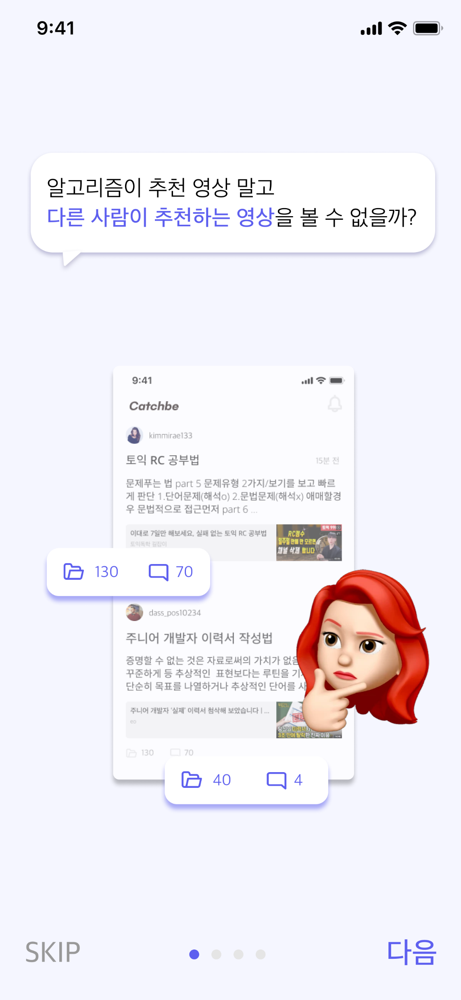 9:41
알고리즘이 추천 영상 말고
다른 사람이 추천하는 영상을 볼 수 없을까?
9:41
Catchbe
kimmirae133
토익 RC 공부법
15분 전
문제푸는 법 part 5 문제유형 2가지/보기를 보고 빠르
게 판단 1.단어문제(해석o) 2.문법문제(해석x) 애매할경
우 문법적으로 접근먼저 part 6 ...
이대로 7일만 해보세요, 실패 없는 토익 RC 공부법
토익독학 길잡이
토익 99
RC점수
일주일 만에 안 오르면
채널 삭제 합니다
130
70
dass_pos10234
주니어 개발자 이력서 작성법
증명할 수 없는 것은 자료로써의 가치가 없음
꾸준하게 등 추상적인 표현보다는 루틴을
단순히 목표를 나열하거나 추상적인 단어를
주니어 개발자 '실제' 이력서 첨삭해 보았습니다 | ...
eo
당신의 이력서가
3초 만에 탈락한 진짜 이유
130
70
40
4
SKIP
다음